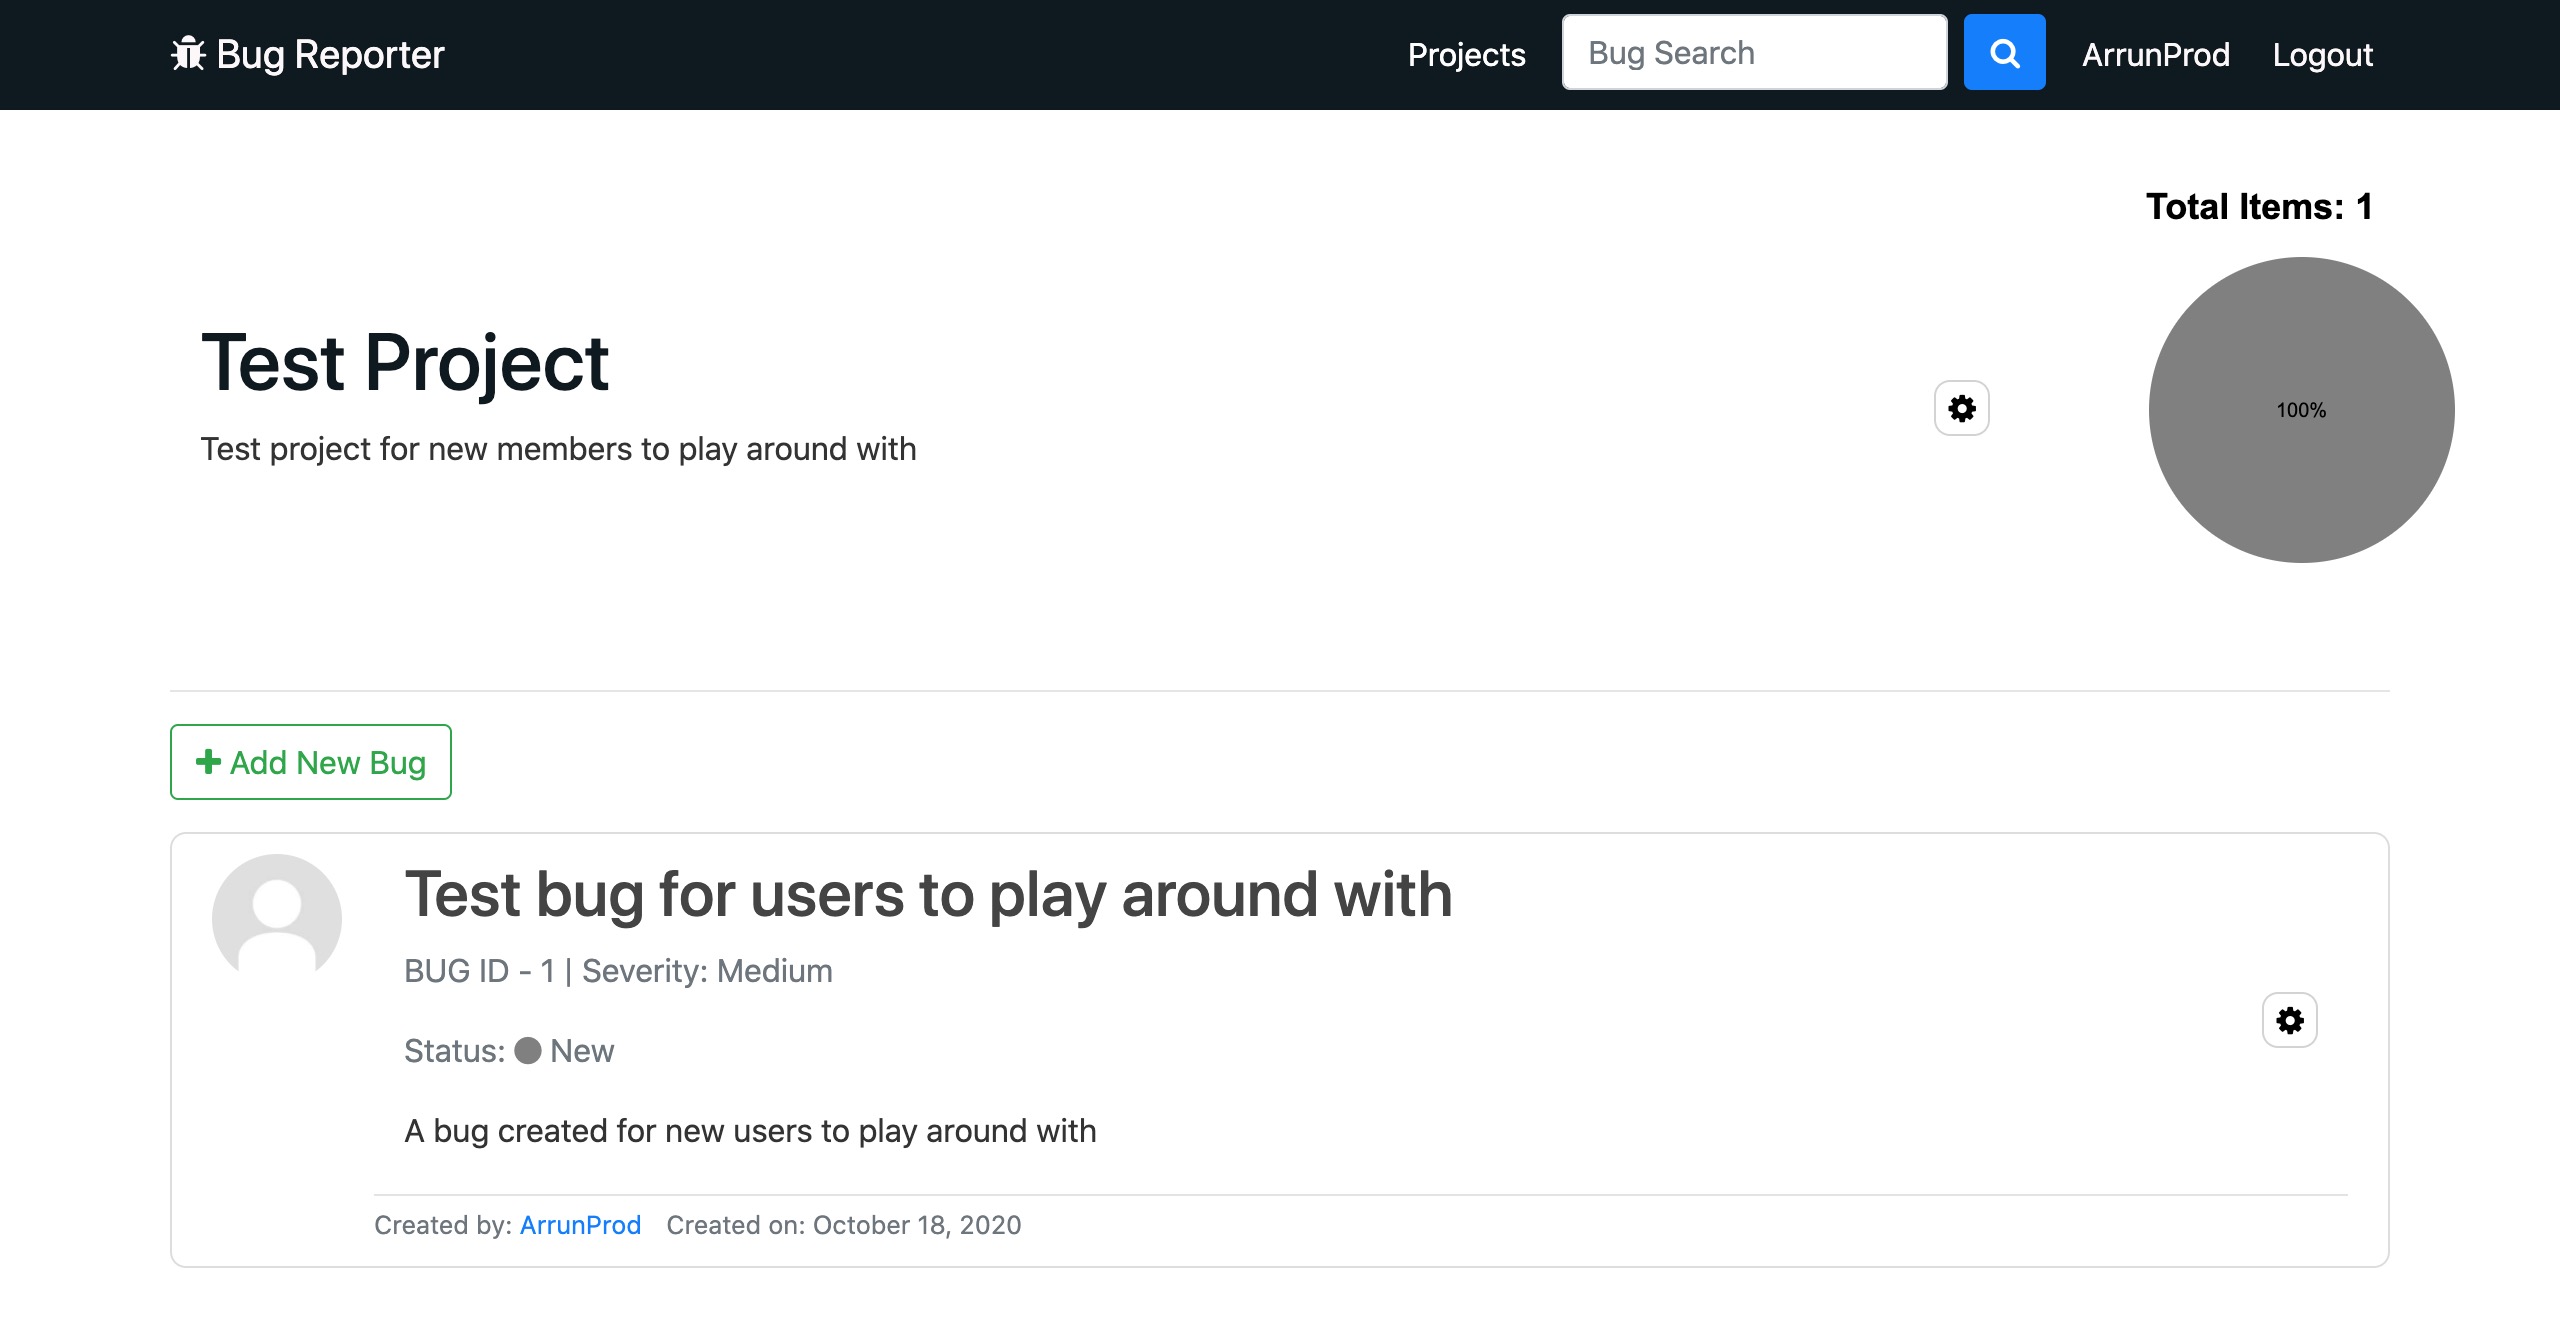 Bug Reporter
Projects
Bug Search
ArrunProd
Logout
Total Items: 1
Test Project
Test project for new members to play around with
100%
Add New Bug
Test bug for users to play around with
BUG ID - 1 | Severity: Medium
Status: New
A bug created for new users to play around with
Created by: ArrunProd Created on: October 18, 2020